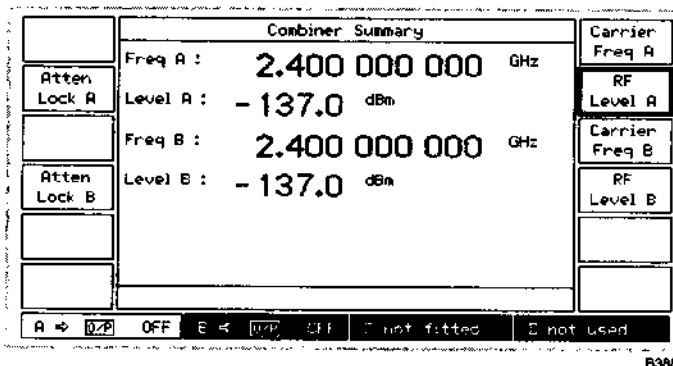 Combiner Summary
Freq A : 2.400 000 000 GHz
Level A : - 137.0 dBm
Freq B : 2.400 000 000 GHz
Level B : - 137.0 dBm
Atten
Lock A
Atten
Lock B
Carrier
Freq A
RF
Level A
Carrier
Freq B
RF
Level B
A ⇨ O/P OFF
O/P OFF
not fitted
not used